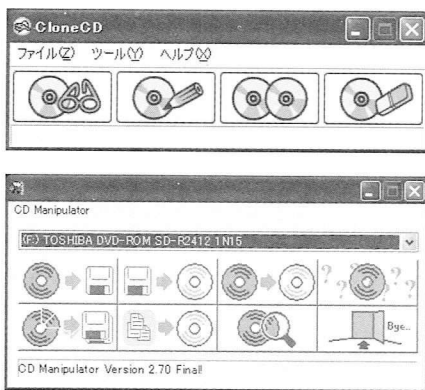 CloneCD
ファイル(Z) ツール(Y) ヘルプ(X)
CD Manipulator
(F:) TOSHIBA DVD-ROM SD-R2412 1N15
? ? ? ? ?
Bye..
CD Manipulator Version 2.70 Final!